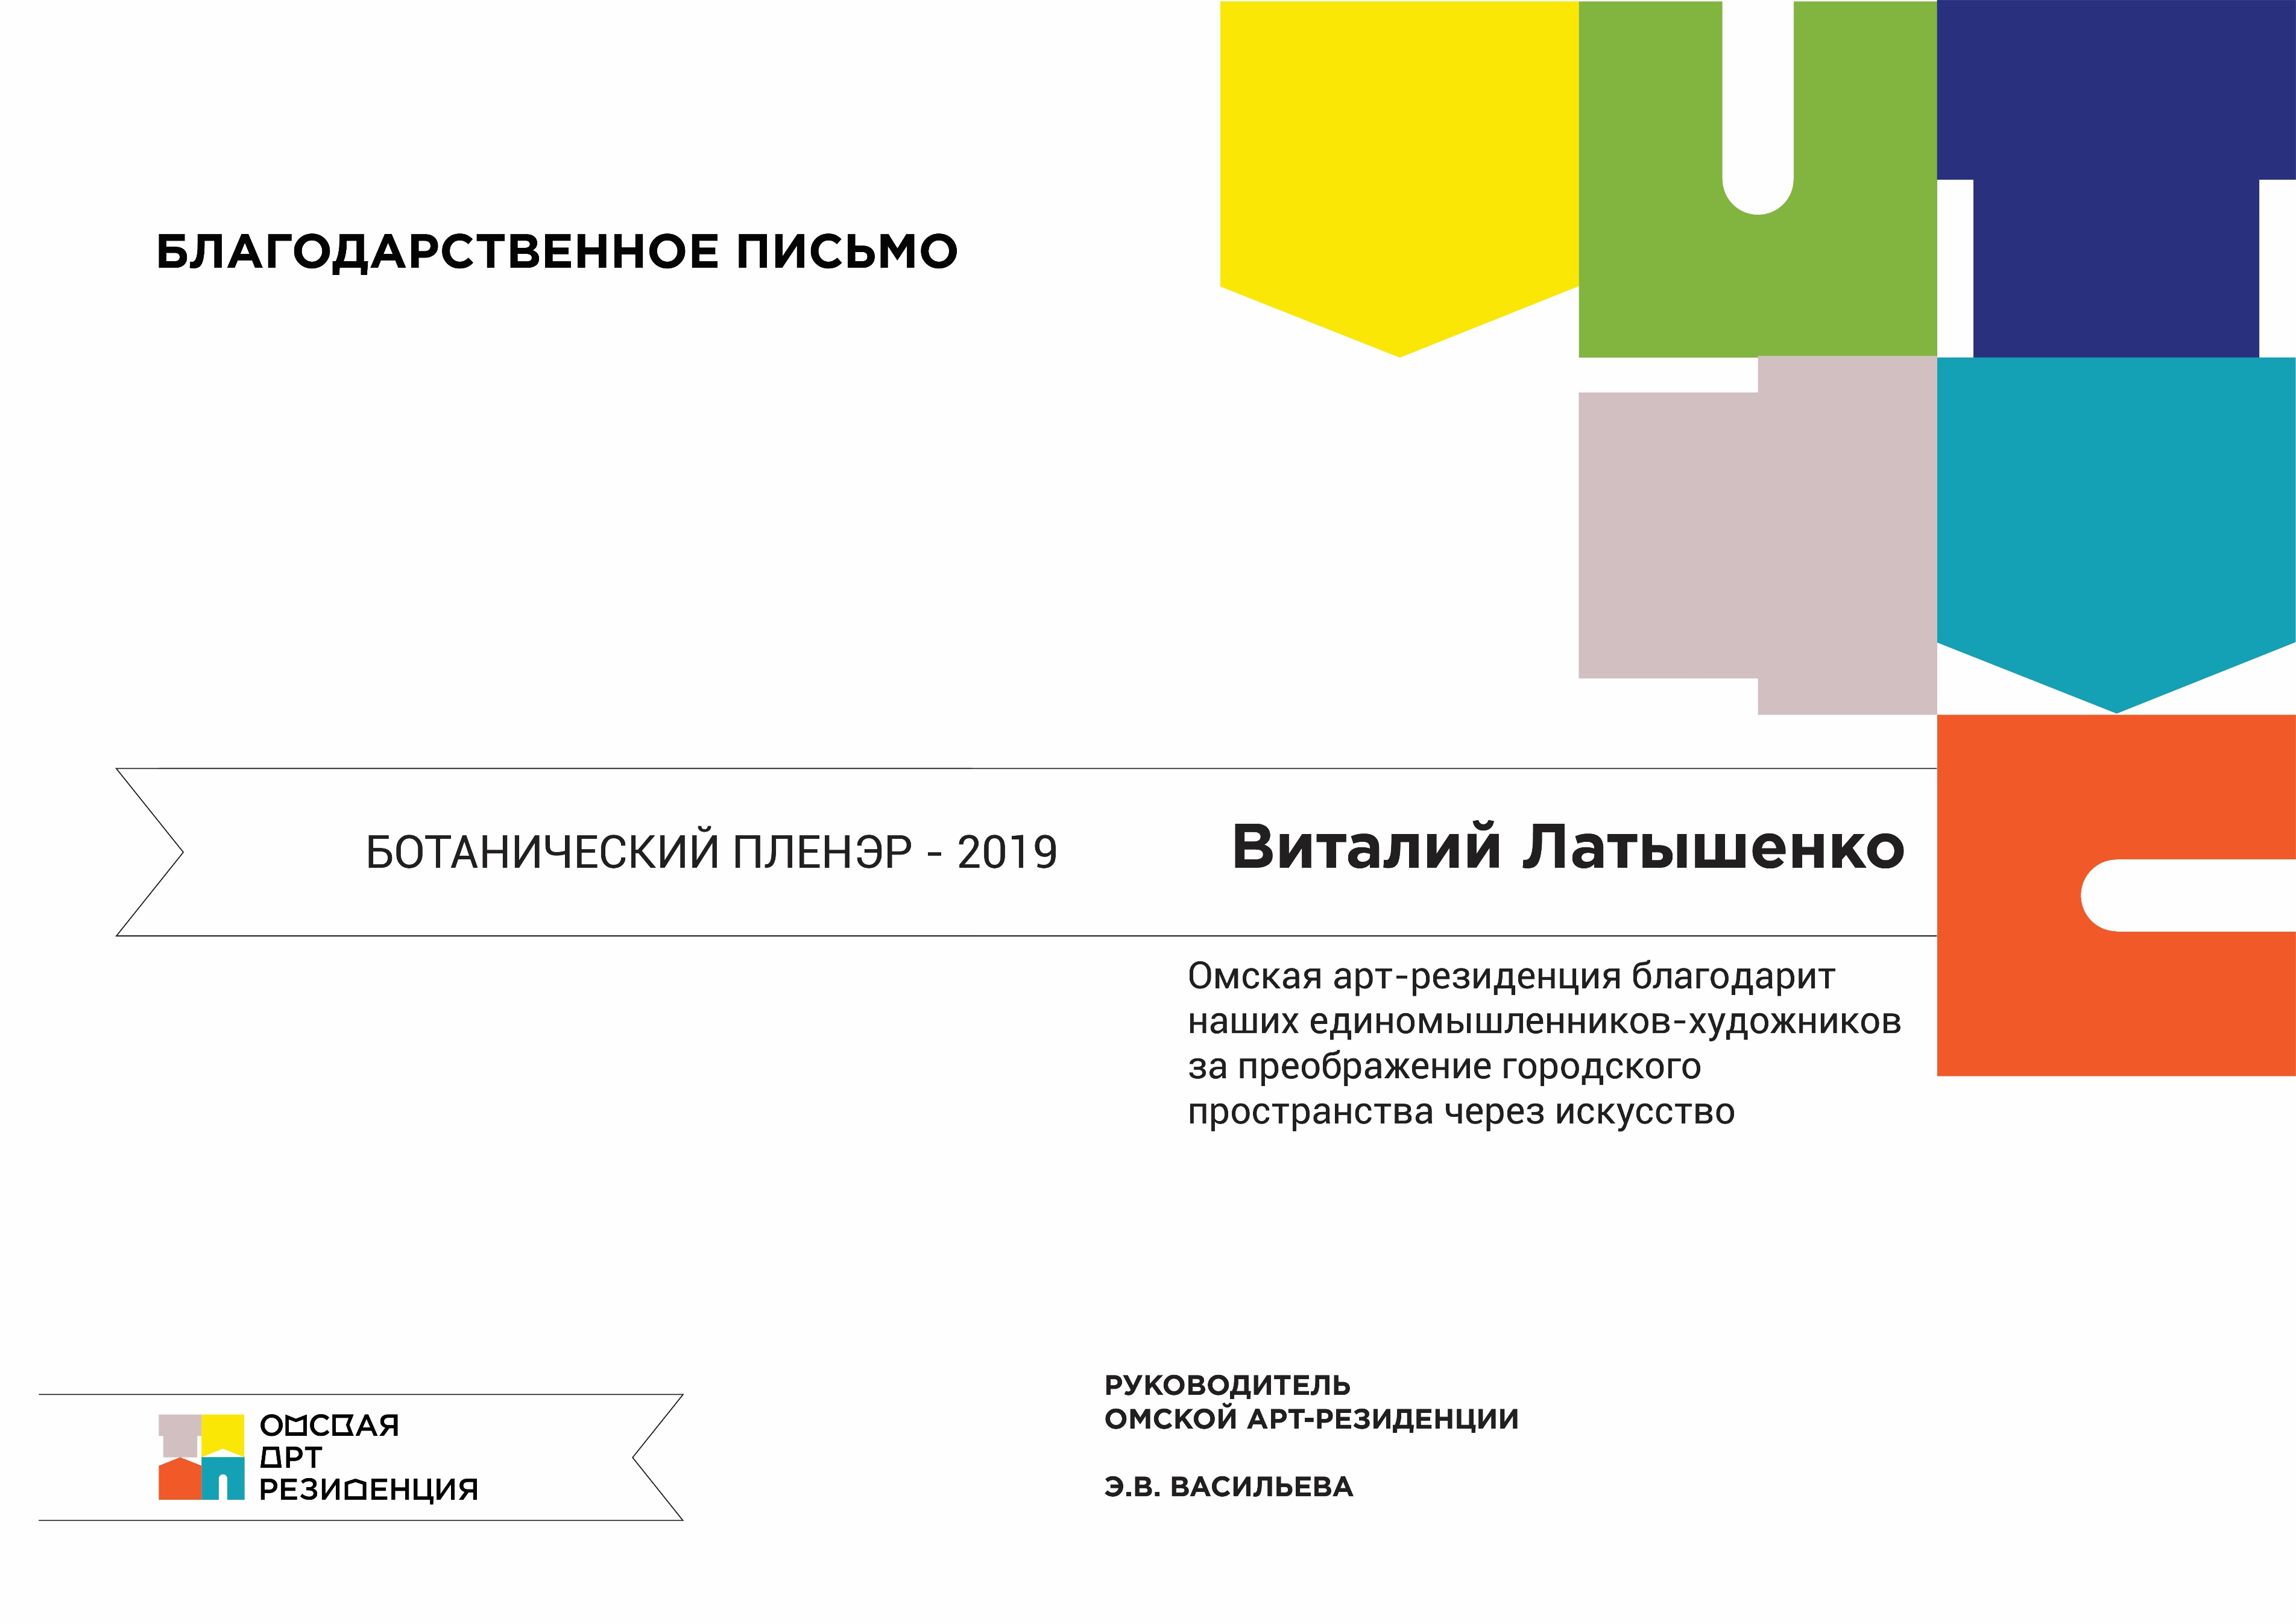 БЛАГОДАРСТВЕННОЕ ПИСЬМО
БОТАНИЧЕСКИЙ ПЛЕНЭР - 2019
Виталий Латышенко
Омская арт-резиденция благодарит
наших единомышленников-художников
за преображение городского
пространства через искусство
РУКОВОДИТЕЛЬ
ОМСКОЙ АРТ-РЕЗИДЕНЦИИ
Э.В. ВАСИЛЬЕВА
ОМСКАЯ
АРТ
РЕЗИДЕНЦИЯ